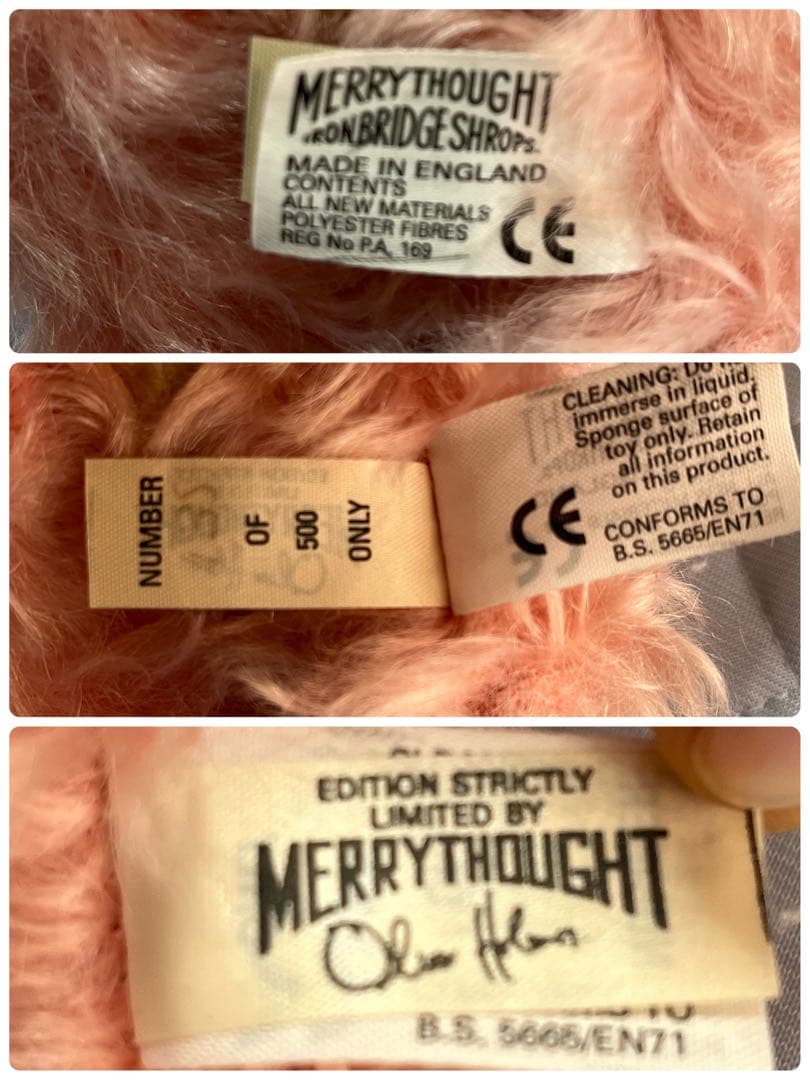 MERRYTHOUGHT
IRONBRIDGE SHROPS.
MADE IN ENGLAND
CONTENTS
ALL NEW MATERIALS
POLYESTER FIBRES
REG No P.A. 169
CE
NUMBER
OF
500
ONLY
CLEANING: Do
immerse in liquid.
Sponge surface of
toy only. Retain
all information
on this product.
CE
CONFORMS TO
B.S. 5665/EN71
EDITION STRICTLY
LIMITED BY
MERRYTHOUGHT
B.S. 5665/EN71